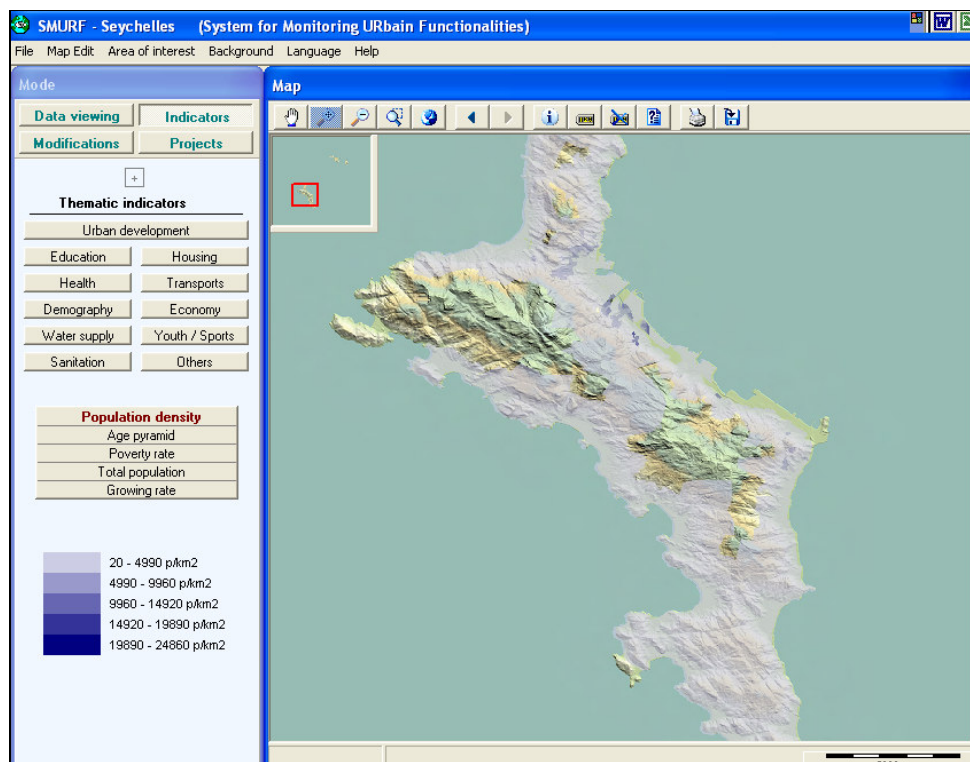 SMURF - Seychelles (System for Monitoring URbain Functionalities)
File Map Edit Area of interest Background Language Help
Mode
Data viewing Indicators
Modifications Projects
Thematic indicators
Urban development
Education Housing
Health Transports
Demography Economy
Water supply Youth / Sports
Sanitation Others
Population density
Age pyramid
Poverty rate
Total population
Growing rate
20 - 4990 p/km2
4990 - 9960 p/km2
9960 - 14920 p/km2
14920 - 19890 p/km2
19890 - 24860 p/km2
Map